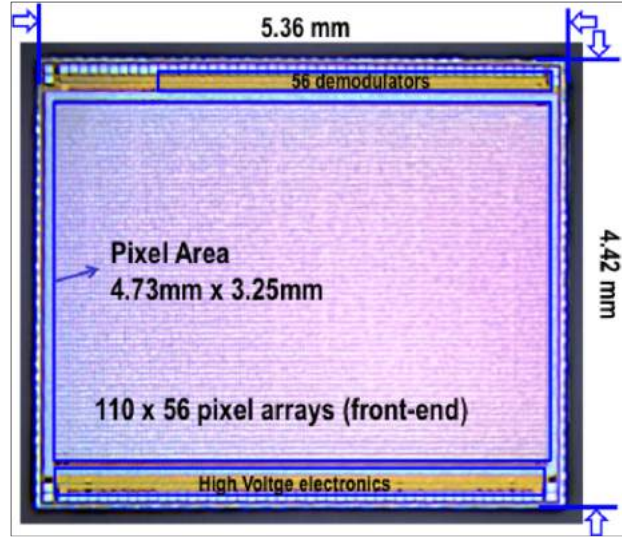 5.36 mm
56 demodulators
4.42 mm
Pixel Area
4.73mm x 3.25mm
110 x 56 pixel arrays (front-end)
High Voltge electronics